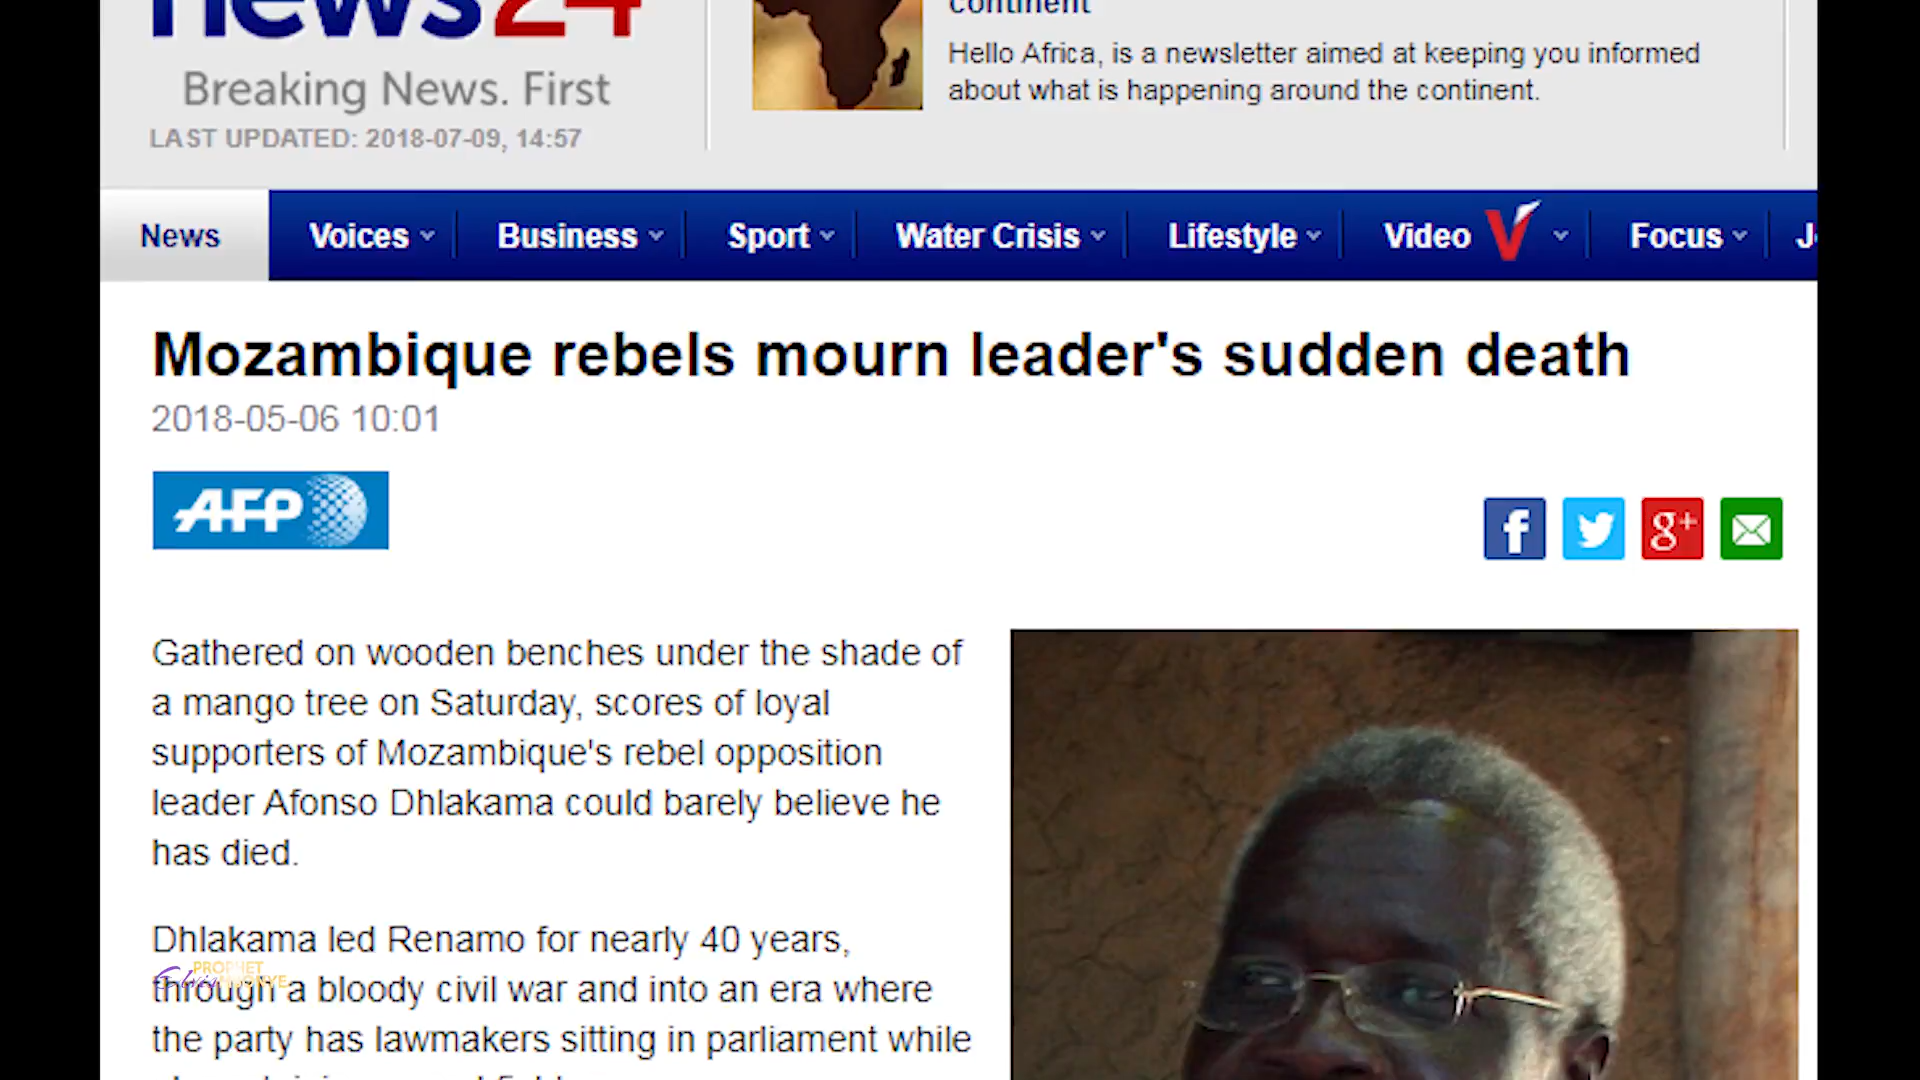 news24
continent
Hello Africa, is a newsletter aimed at keeping you informed
about what is happening around the continent.
Breaking News. First
LAST UPDATED: 2018-07-09, 14:57
News Voices Business Sport Water Crisis Lifestyle Video Focus
Mozambique rebels mourn leader's sudden death
2018-05-06 10:01
AFP
Gathered on wooden benches under the shade of
a mango tree on Saturday, scores of loyal
supporters of Mozambique's rebel opposition
leader Afonso Dhlakama could barely believe he
has died.
Dhlakama led Renamo for nearly 40 years,
PROPHET
through a bloody civil war and into an era where
the party has lawmakers sitting in parliament while